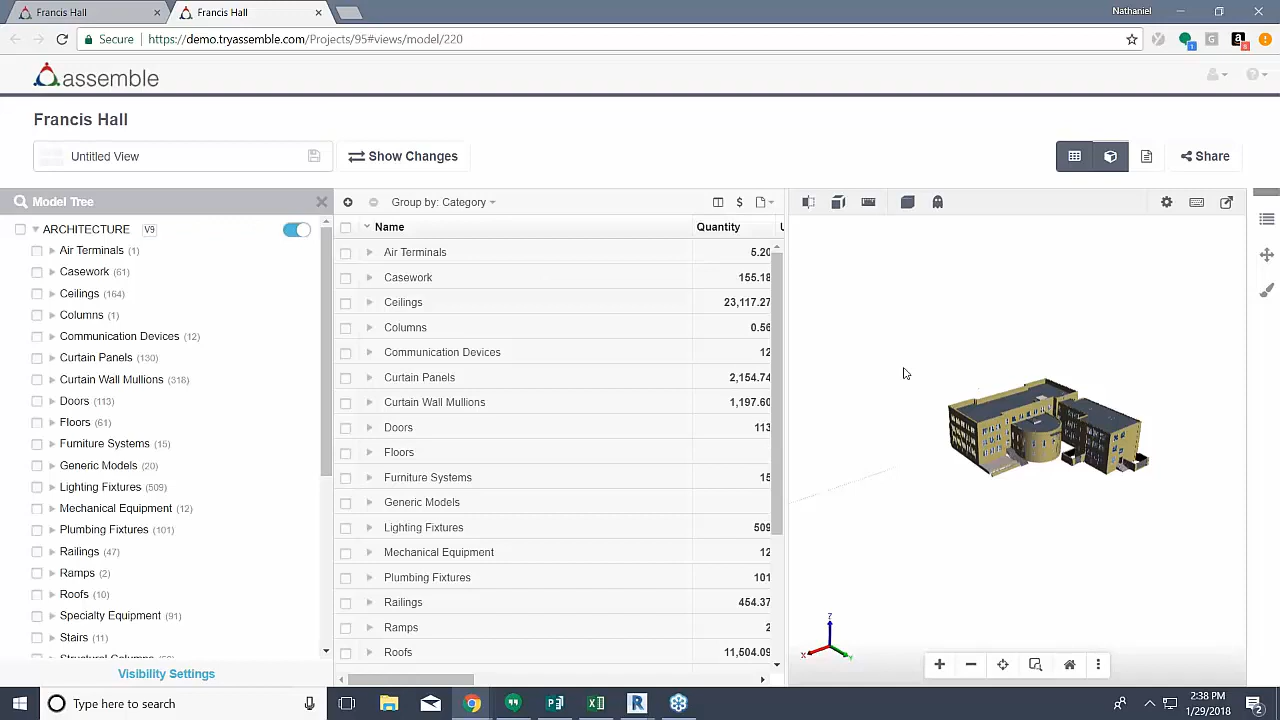 Francis Hall
Francis Hall
Nathaniel
Secure
https://demo.tryassemble.com/Projects/95#views/model/220
assemble
Francis Hall
Untitled View
Show Changes
Share
Model Tree
Group by: Category
$
ARCHITECTURE V9
Air Terminals (1)
Casework (61)
Ceilings (164)
Columns (1)
Communication Devices (12)
Curtain Panels (130)
Curtain Wall Mullions (318)
Doors (113)
Floors (61)
Furniture Systems (15)
Generic Models (20)
Lighting Fixtures (509)
Mechanical Equipment (12)
Plumbing Fixtures (101)
Railings (47)
Ramps (2)
Roofs (10)
Specialty Equipment (91)
Stairs (11)
Visibility Settings
Name Quantity
Air Terminals 5.20
Casework 155.18
Ceilings 23,117.27
Columns 0.56
Communication Devices 12
Curtain Panels 2,154.74
Curtain Wall Mullions 1,197.60
Doors 113
Floors
Furniture Systems 15
Generic Models
Lighting Fixtures 509
Mechanical Equipment 12
Plumbing Fixtures 101
Railings 454.37
Ramps 2
Roofs 11,504.09
Z
X
Y
Type here to search
2:38 PM
1/29/2018
2